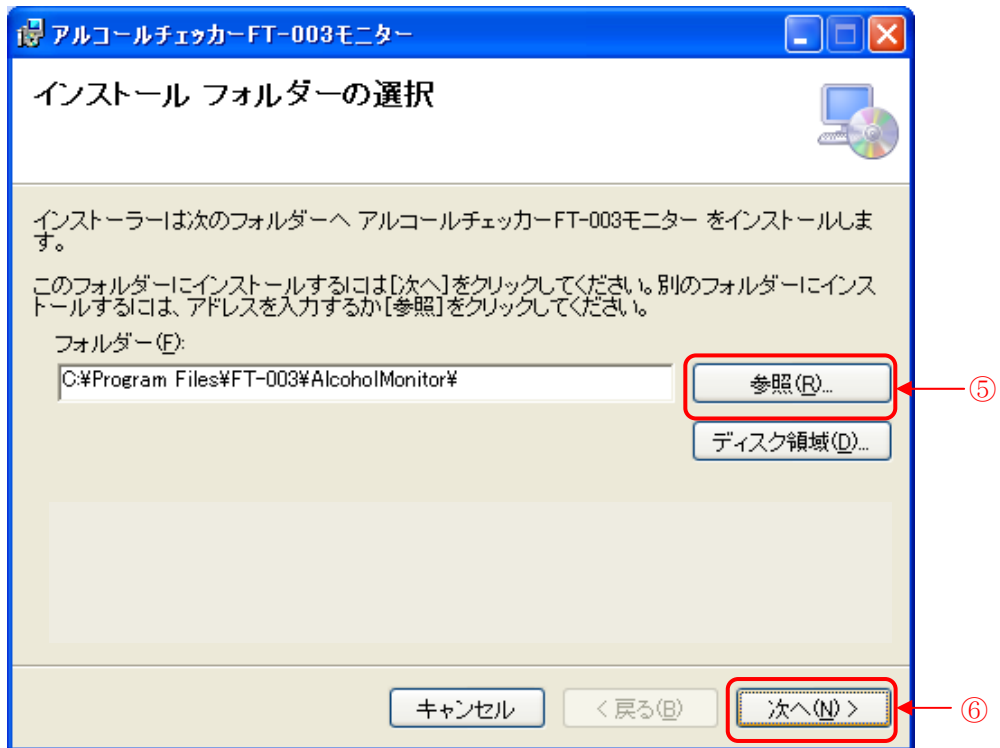 アルコールチェッカーFT-003モニター
インストール フォルダーの選択
インストーラーは次のフォルダーへ アルコールチェッカーFT-003モニター をインストールしま
す。
このフォルダーにインストールするには[次へ]をクリックしてください。別のフォルダーにインス
トールするには、アドレスを入力するか[参照]をクリックしてください。
フォルダー(F):
C:¥Program Files¥FT-003¥AlcoholMonitor¥
参照(R)...
⑤
ディスク領域(D)...
キャンセル
< 戻る(B)
次へ(N) >
⑥